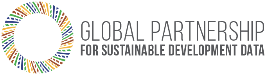 GLOBAL PARTNERSHIP
FOR SUSTAINABLE DEVELOPMENT DATA